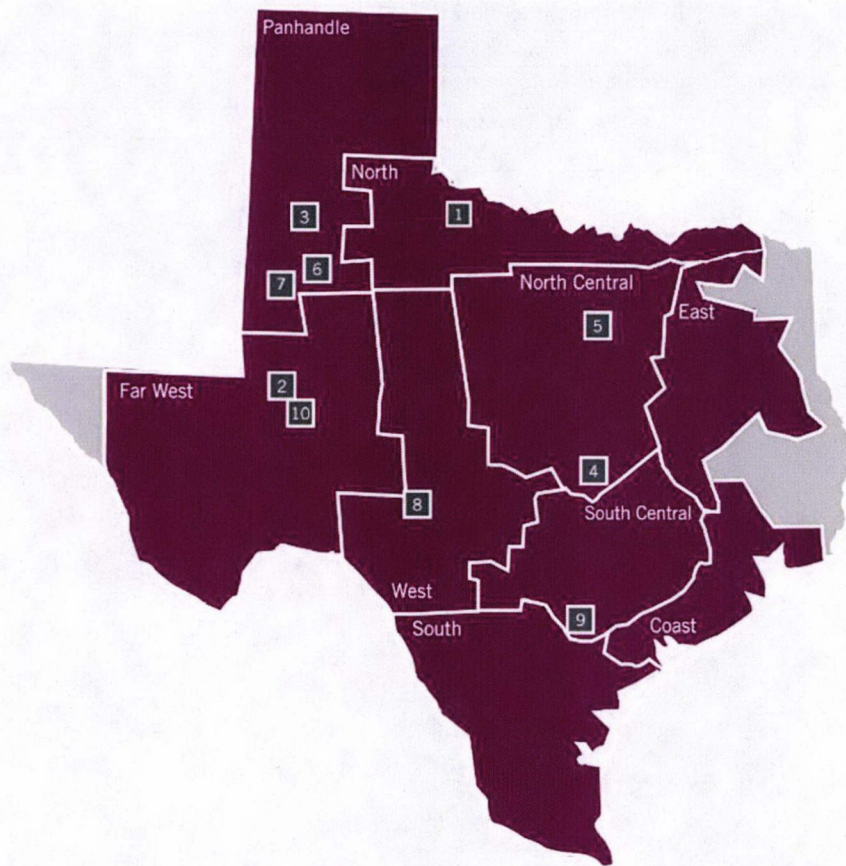 Panhandle
North
3
1
6
7
North Central
5
East
Far West
2
10
4
8
South Central
West
9
South
Coast